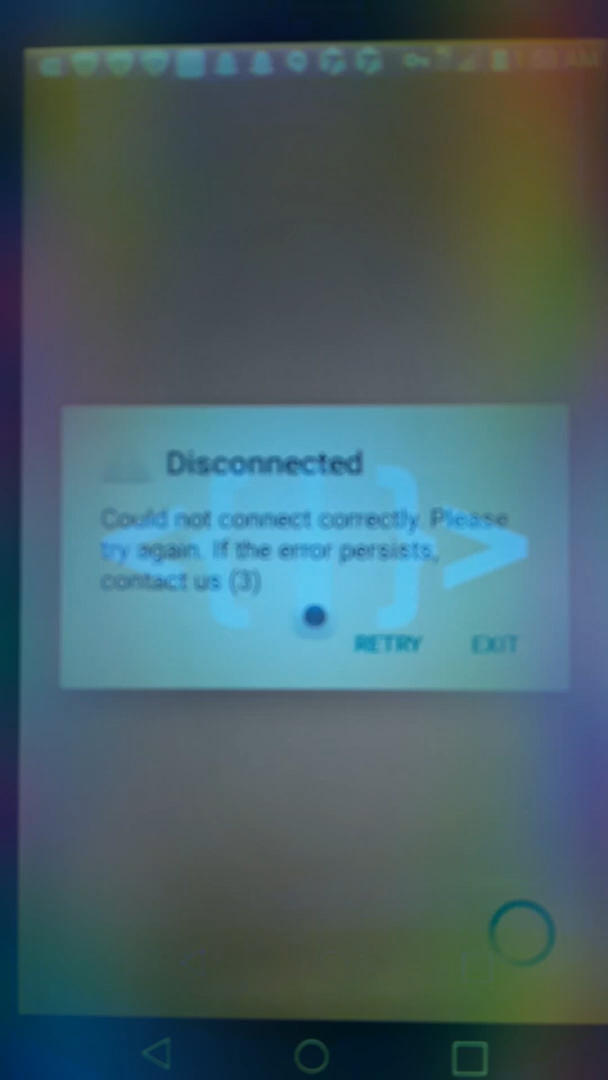 Disconnected
Could not connect correctly. Please
try again. If the error persists,
contact us (3)
RETRY EXIT